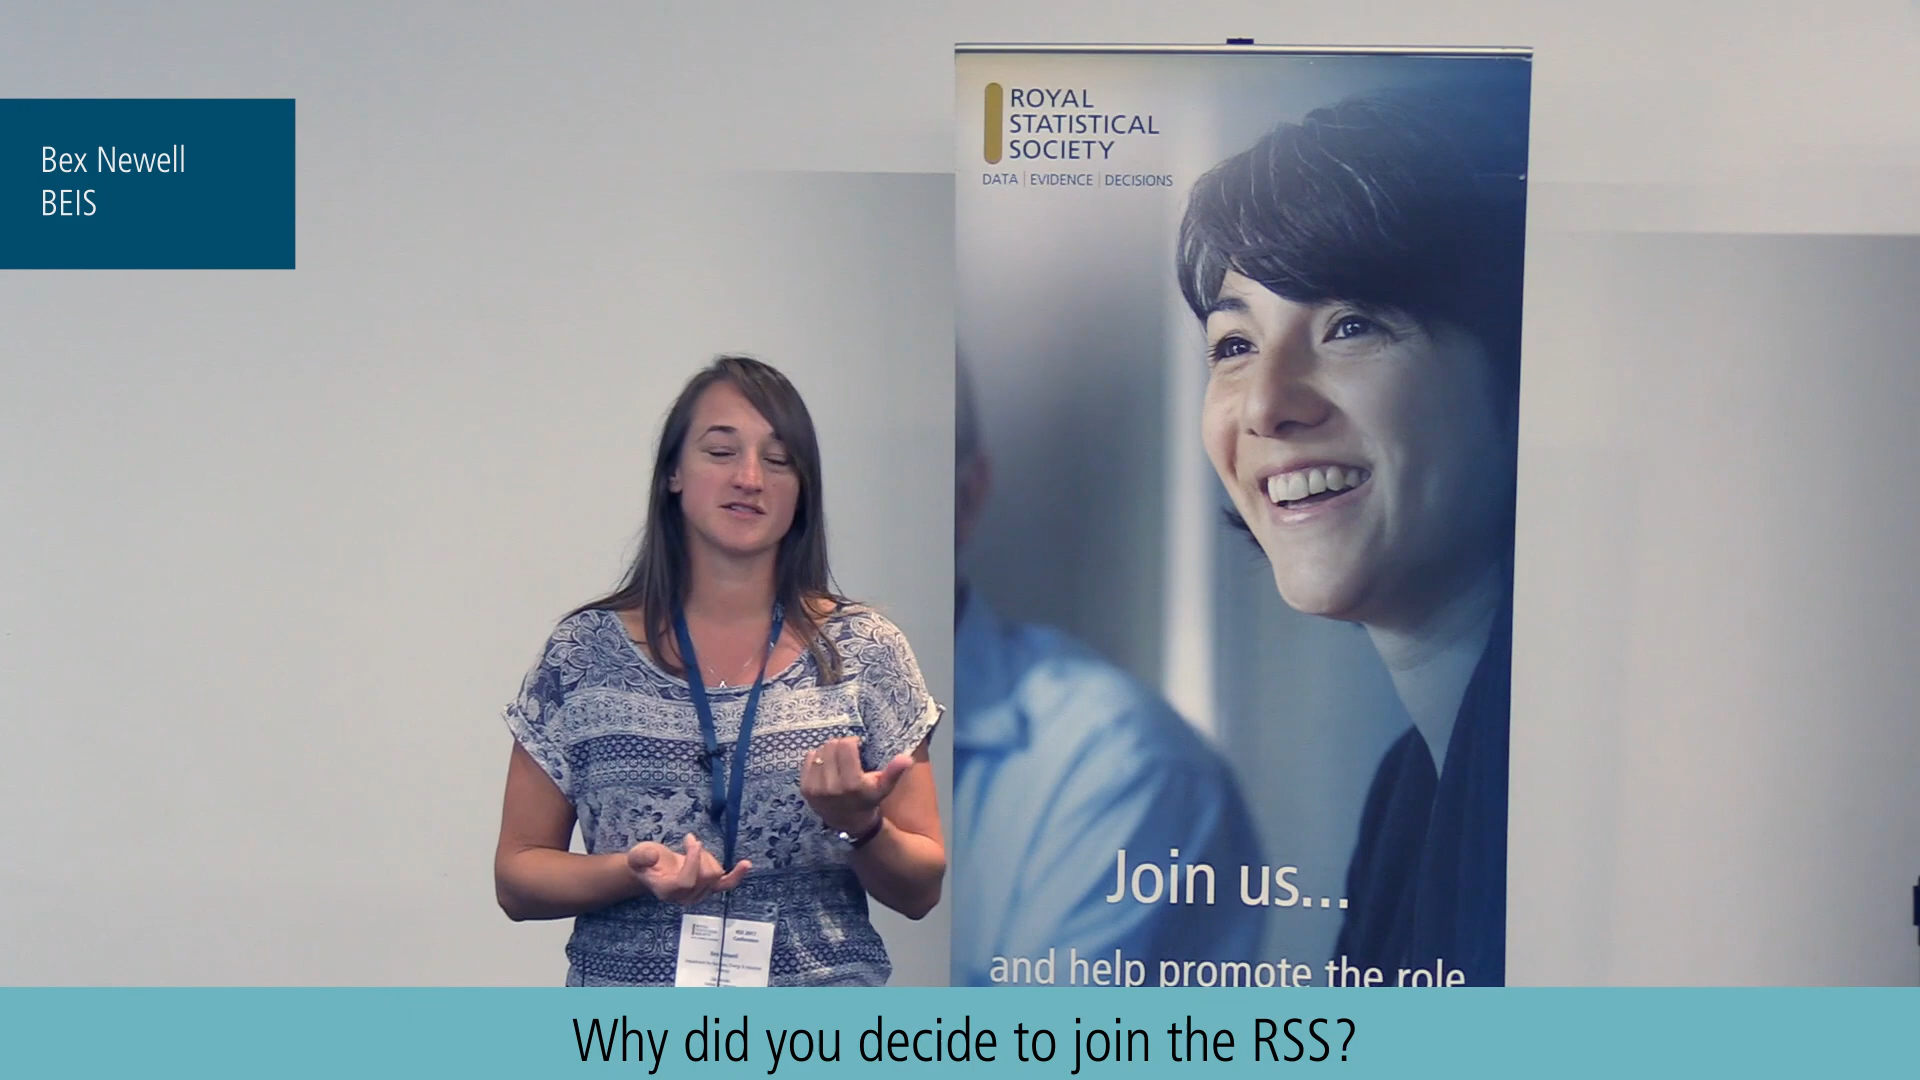 Bex Newell
BEIS
ROYAL
STATISTICAL
SOCIETY
DATA | EVIDENCE | DECISIONS
Join us...
and help promote the role
Why did you decide to join the RSS?